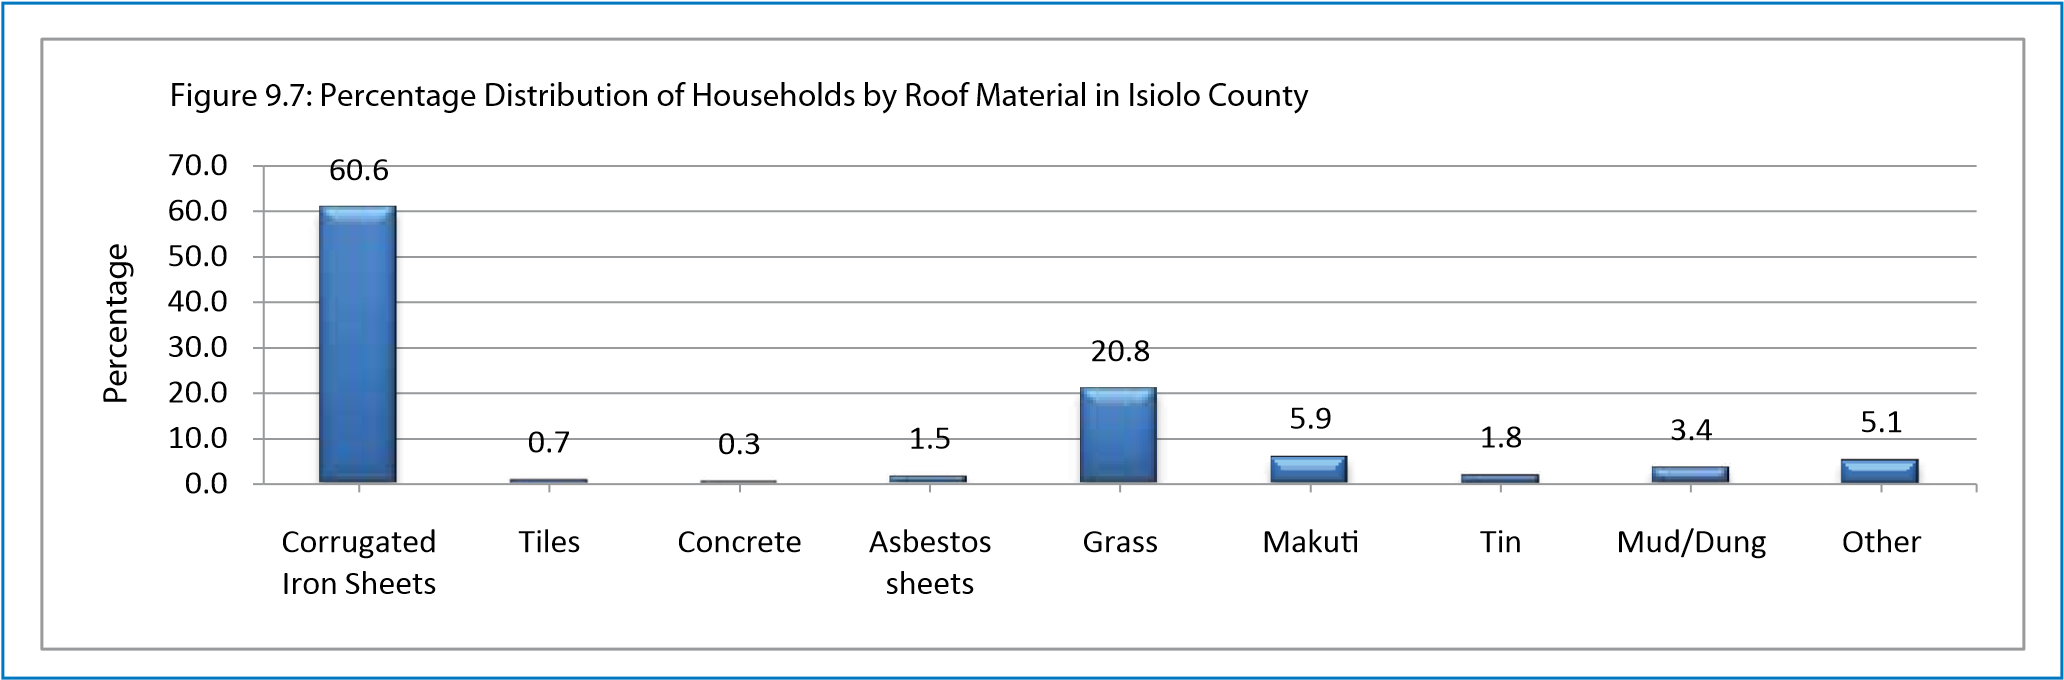 Figure 9.7: Percentage Distribution of Households by Roof Material in Isiolo County
Percentage
70.0
60.0
50.0
40.0
30.0
20.0
10.0
0.0
60.6
0.7
0.3
1.5
20.8
5.9
1.8
3.4
5.1
Corrugated
Iron Sheets
Tiles
Concrete
Asbestos
sheets
Grass
Makuti
Tin
Mud/Dung
Other